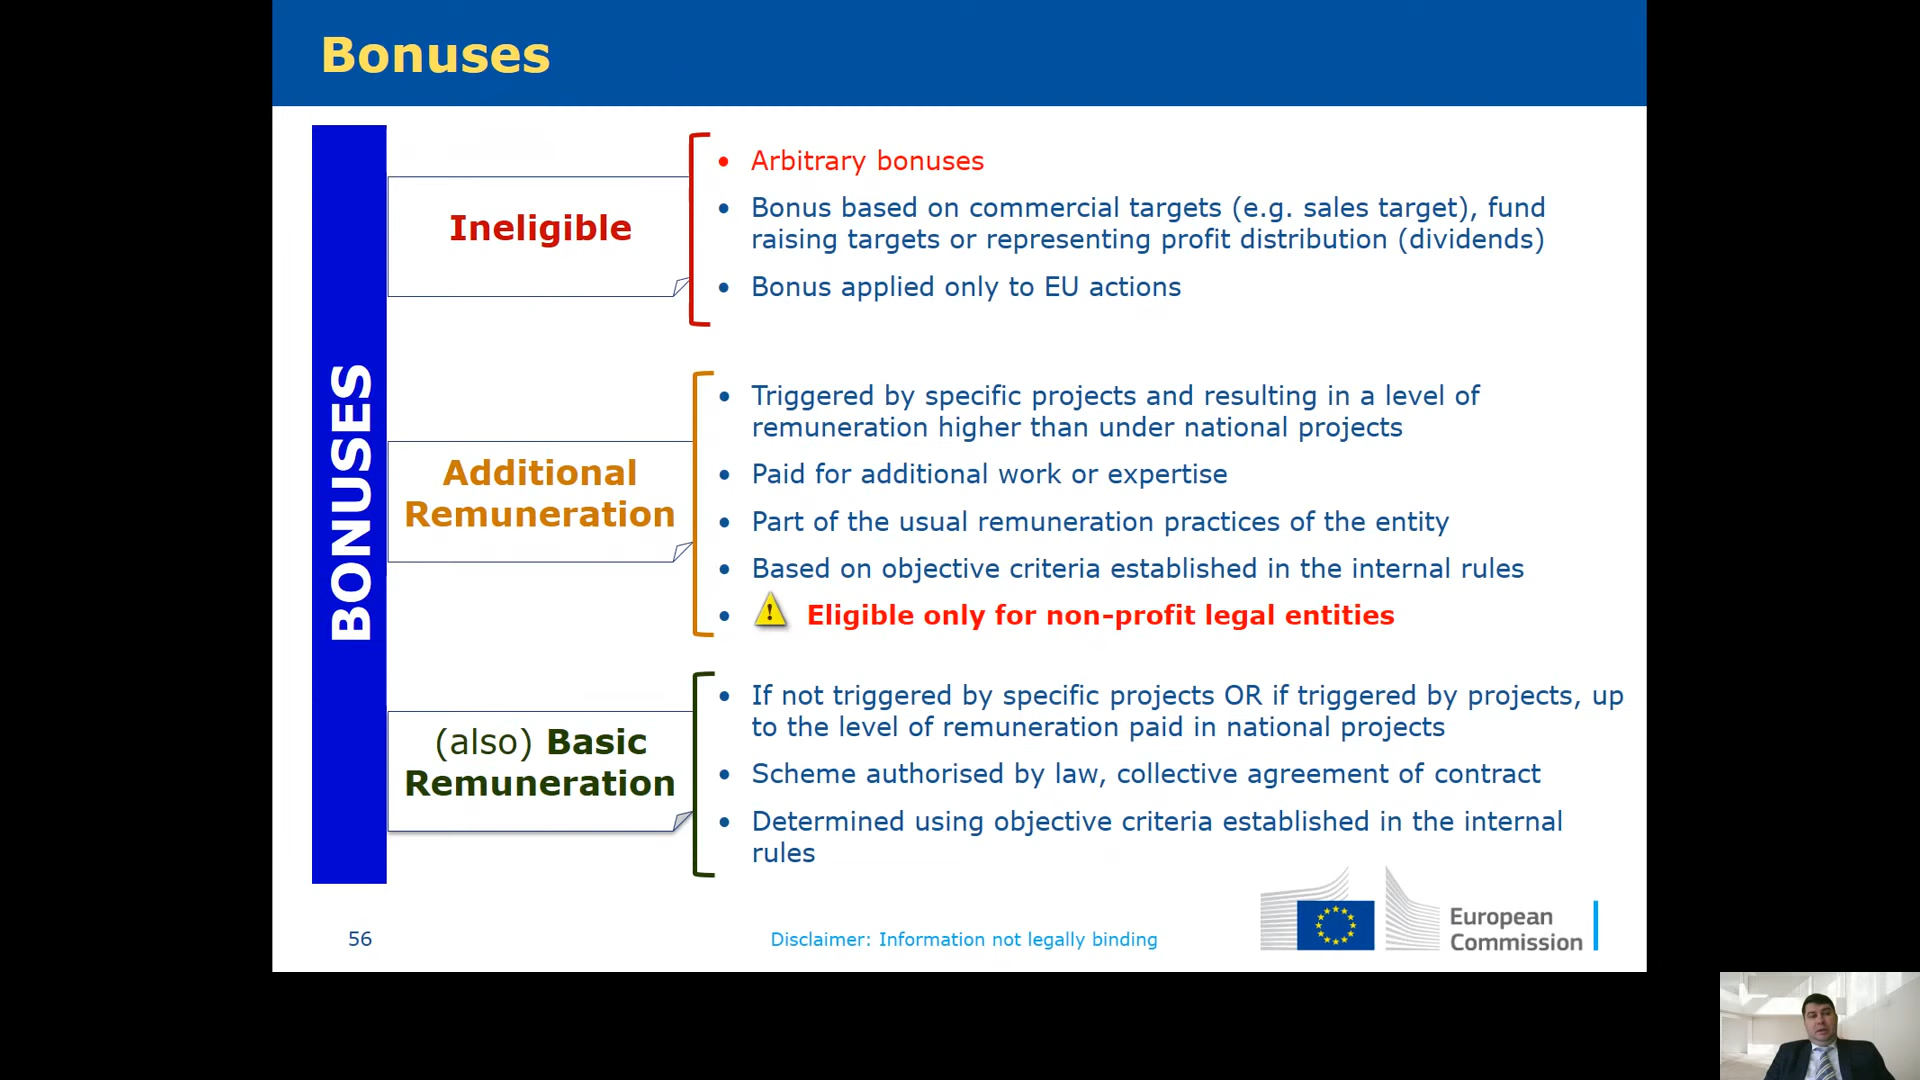 Bonuses
BONUSES
Ineligible
• Arbitrary bonuses
• Bonus based on commercial targets (e.g. sales target), fund
raising targets or representing profit distribution (dividends)
• Bonus applied only to EU actions
Additional
Remuneration
• Triggered by specific projects and resulting in a level of
remuneration higher than under national projects
• Paid for additional work or expertise
• Part of the usual remuneration practices of the entity
• Based on objective criteria established in the internal rules
• Eligible only for non-profit legal entities
(also) Basic
Remuneration
• If not triggered by specific projects OR if triggered by projects, up
to the level of remuneration paid in national projects
• Scheme authorised by law, collective agreement of contract
• Determined using objective criteria established in the internal
rules
56
Disclaimer: Information not legally binding
European
Commission